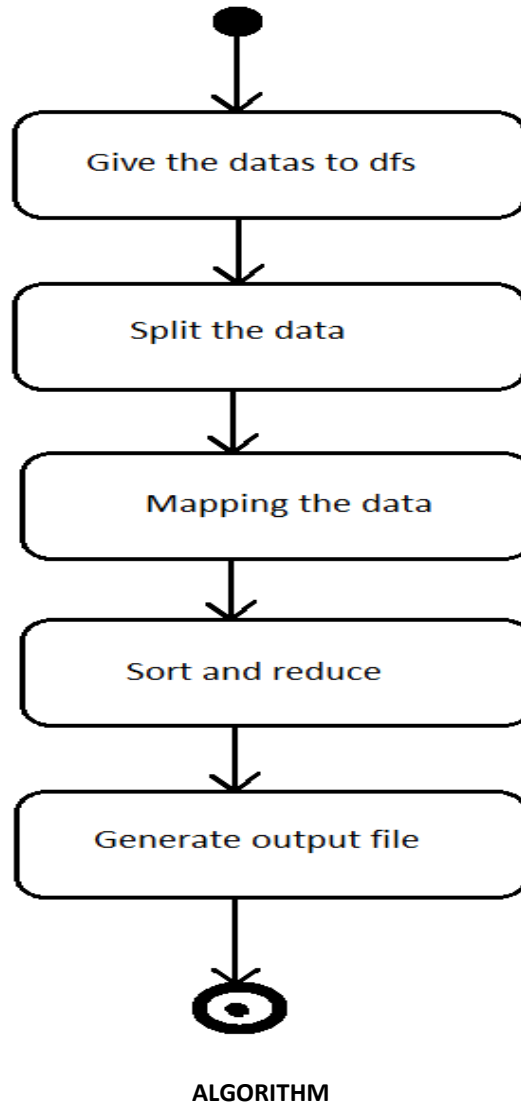 Give the datas to dfs
Split the data
Mapping the data
Sort and reduce
Generate output file
ALGORITHM